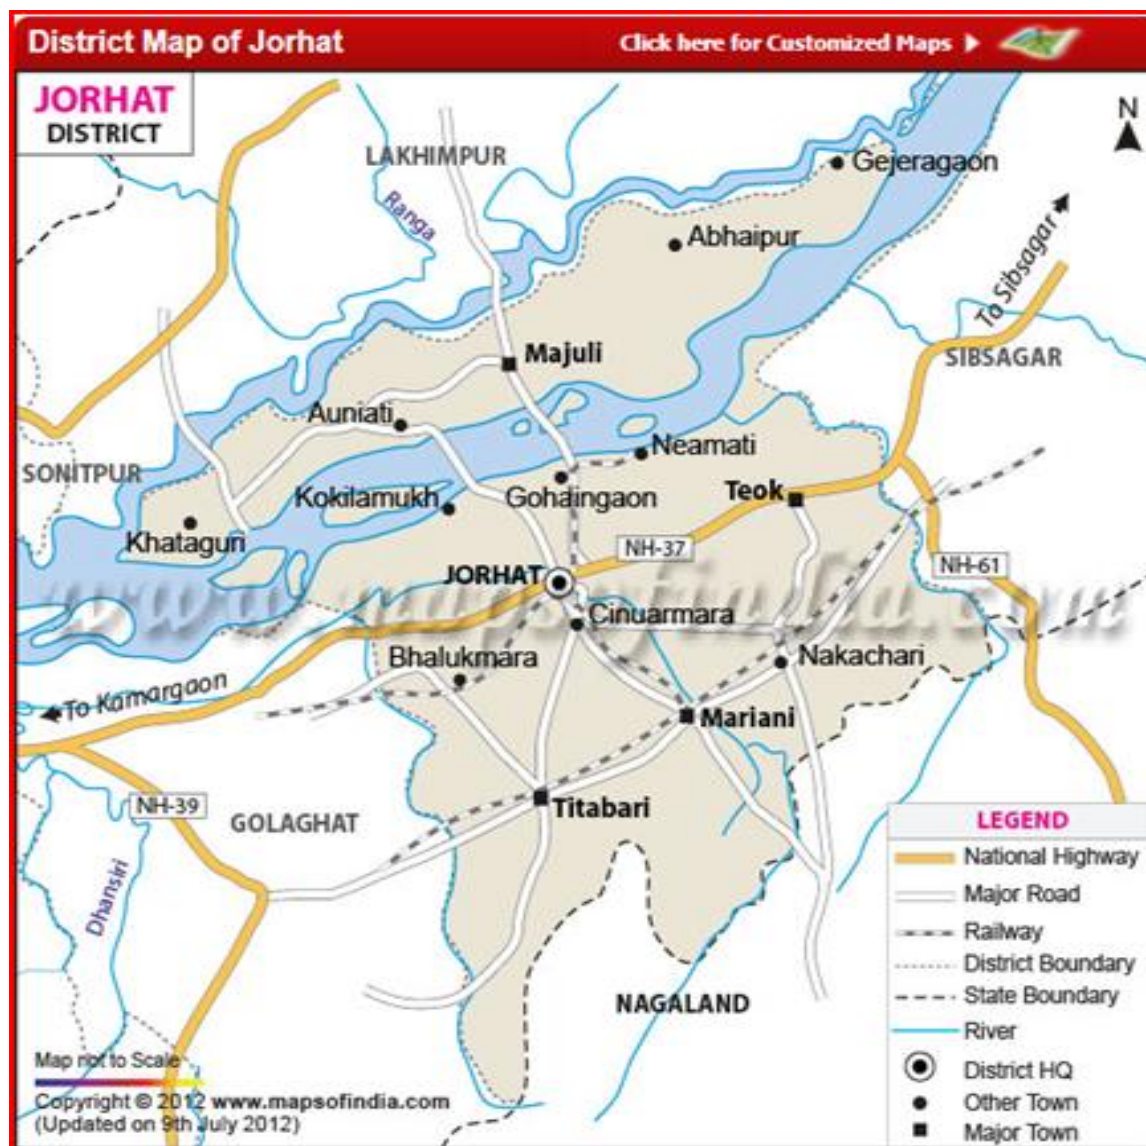 District Map of Jorhat
Click here for Customized Maps
JORHAT
DISTRICT
N
LAKHIMPUR
Gejeragaon
Ranga
Abhaipur
To Sibsagar
SIBSAGAR
Majuli
Auniati
Neamati
SONITPUR
Teok
Kokilamukh
Gohaingaon
Khataguri
NH-37
NH-61
JORHAT
www.mapsofindia.com
Cinuarmara
Bhalukmara
Nakachari
To Kamargaon
Mariani
NH-39
Titabari
GOLAGHAT
Dhansiri
NAGALAND
LEGEND
National Highway
Major Road
Railway
District Boundary
State Boundary
River
District HQ
Other Town
Major Town
Map not to Scale
Copyright © 2012 www.mapsofindia.com
(Updated on 9th July 2012)